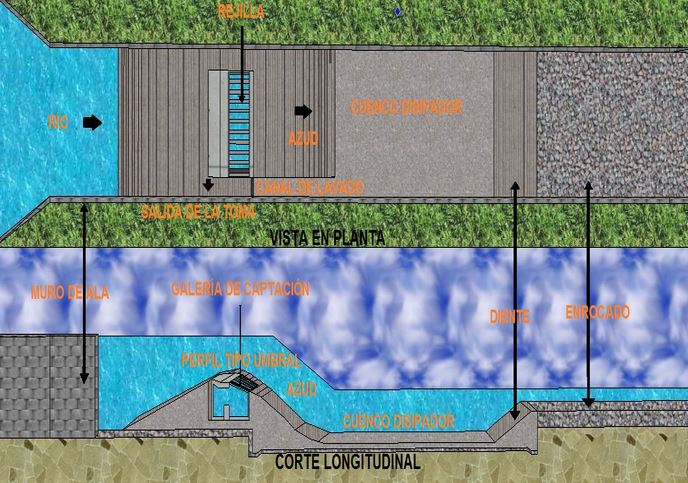 REJILLA
RIO
CUENCO DISIPADOR
AZUD
CANAL DE LAVADO
SALIDA DE LA TOMA
VISTA EN PLANTA
MURO DE ALA
GALERÍA DE CAPTACIÓN
DIENTE
ENROCADO
PERFIL TIPO UMBRAL
AZUD
CUENCO DISIPADOR
CORTE LONGITUDINAL